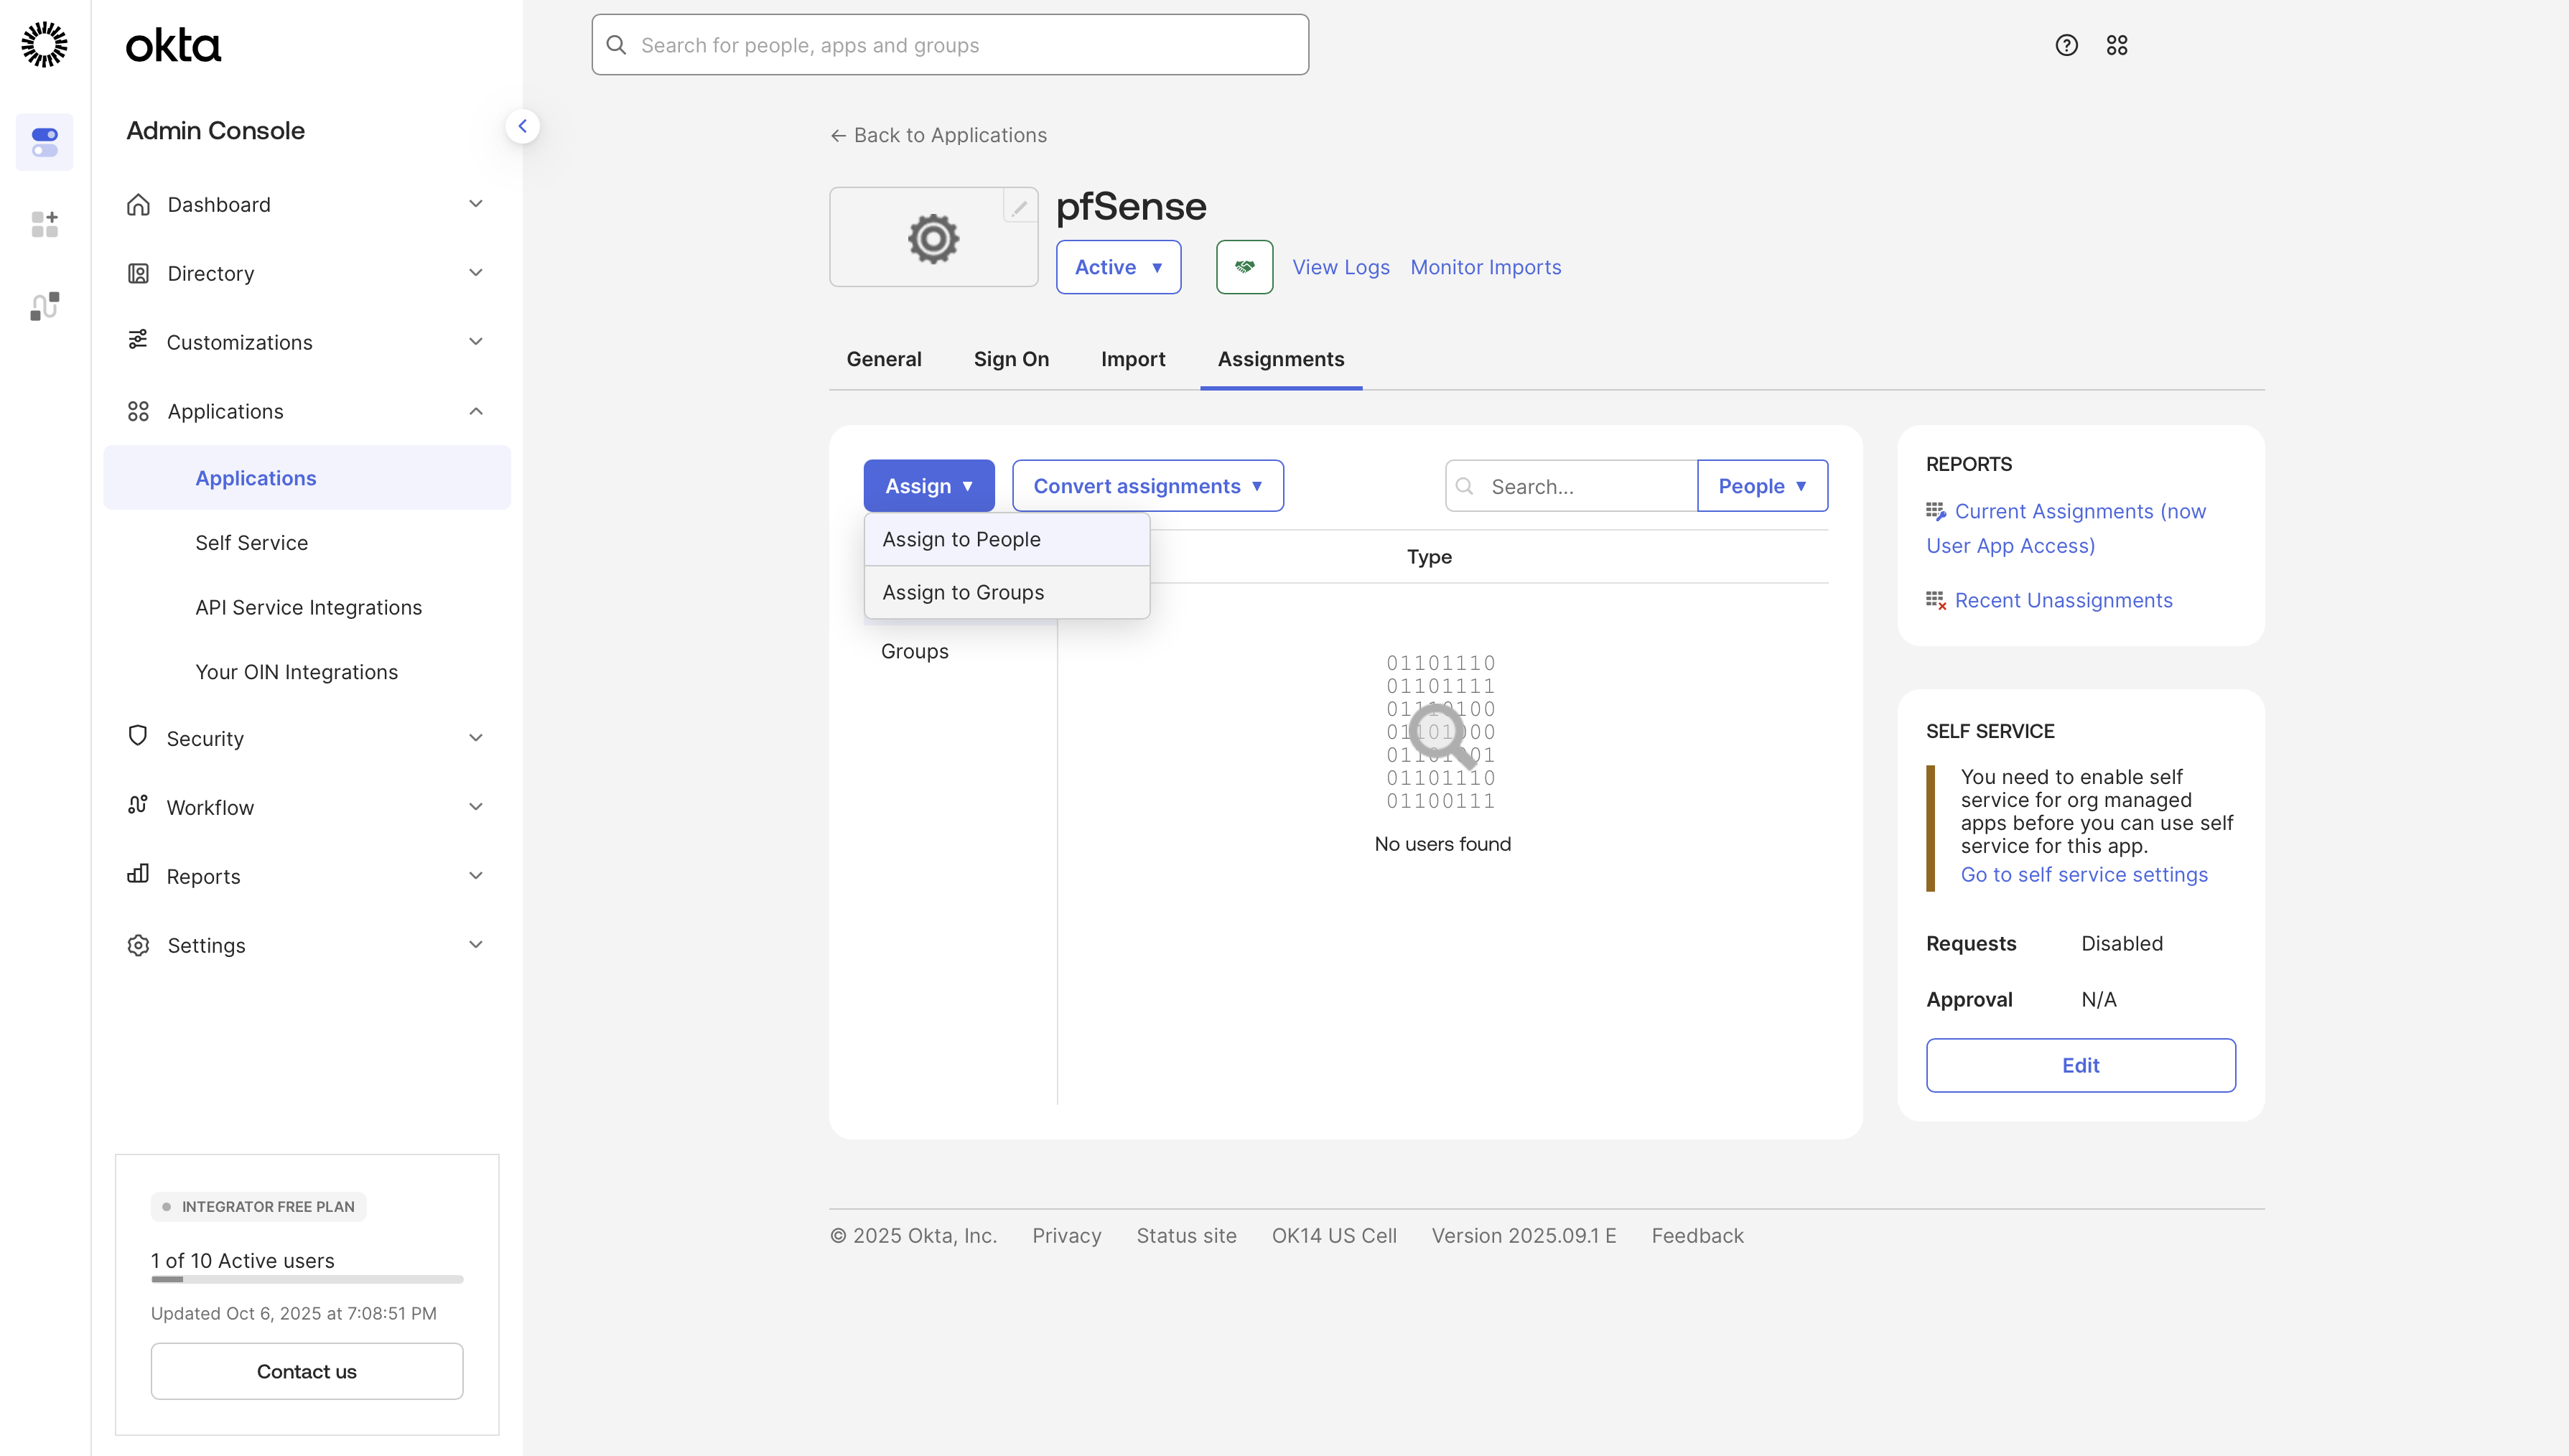 okta
Search for people, apps and groups
Admin Console
Dashboard
Directory
Customizations
Applications
Applications
Self Service
API Service Integrations
Your OIN Integrations
Security
Workflow
Reports
Settings
INTEGRATOR FREE PLAN
1 of 10 Active users
Updated Oct 6, 2025 at 7:08:51 PM
Contact us
← Back to Applications
pfSense
Active ▼
View Logs
Monitor Imports
General
Sign On
Import
Assignments
Assign ▼
Convert assignments ▼
Search...
People ▼
Assign to People
Assign to Groups
Type
Groups
01101110
01101111
01110100
01101000
01101001
01101110
01100111
No users found
REPORTS
Current Assignments (now
User App Access)
Recent Unassignments
SELF SERVICE
You need to enable self
service for org managed
apps before you can use self
service for this app.
Go to self service settings
Requests Disabled
Approval N/A
Edit
© 2025 Okta, Inc. Privacy Status site OK14 US Cell Version 2025.09.1 E Feedback